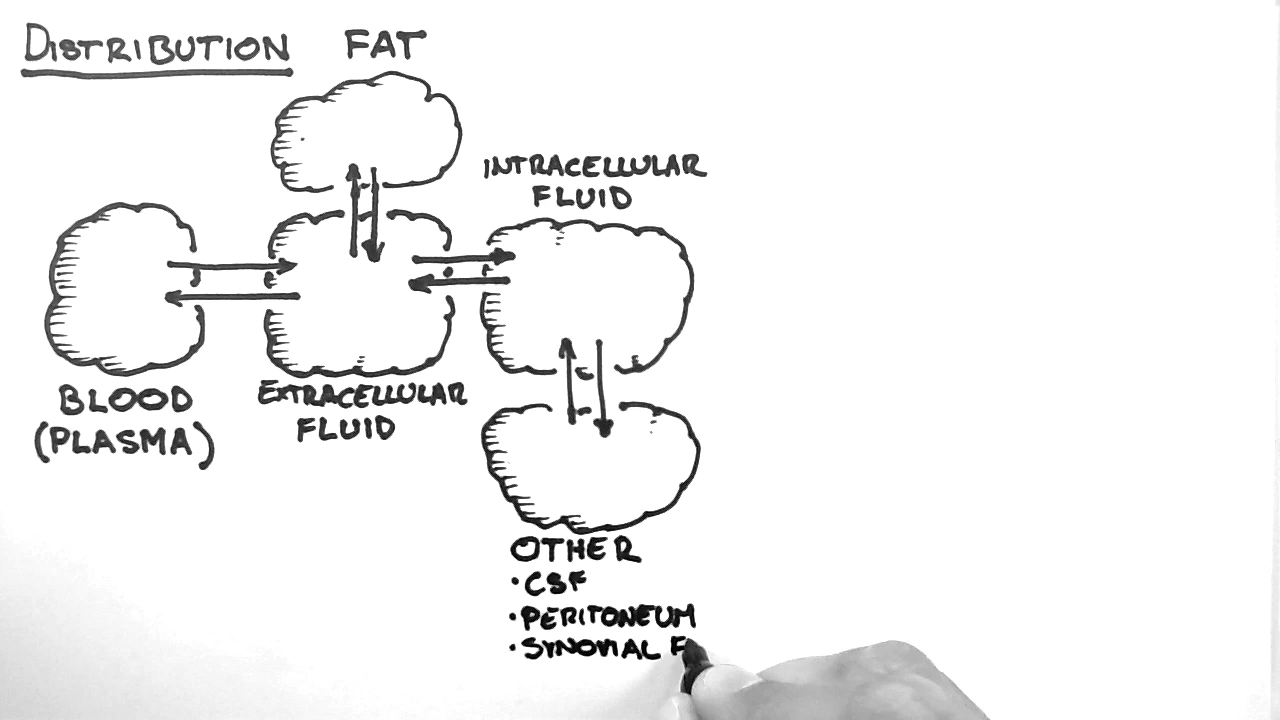 DISTRIBUTION
FAT
INTRACELLULAR
FLUID
BLOOD
(PLASMA)
EXTRACELLULAR
FLUID
OTHER
• CSF
• PERITONEUM
• SYNOVIAL F